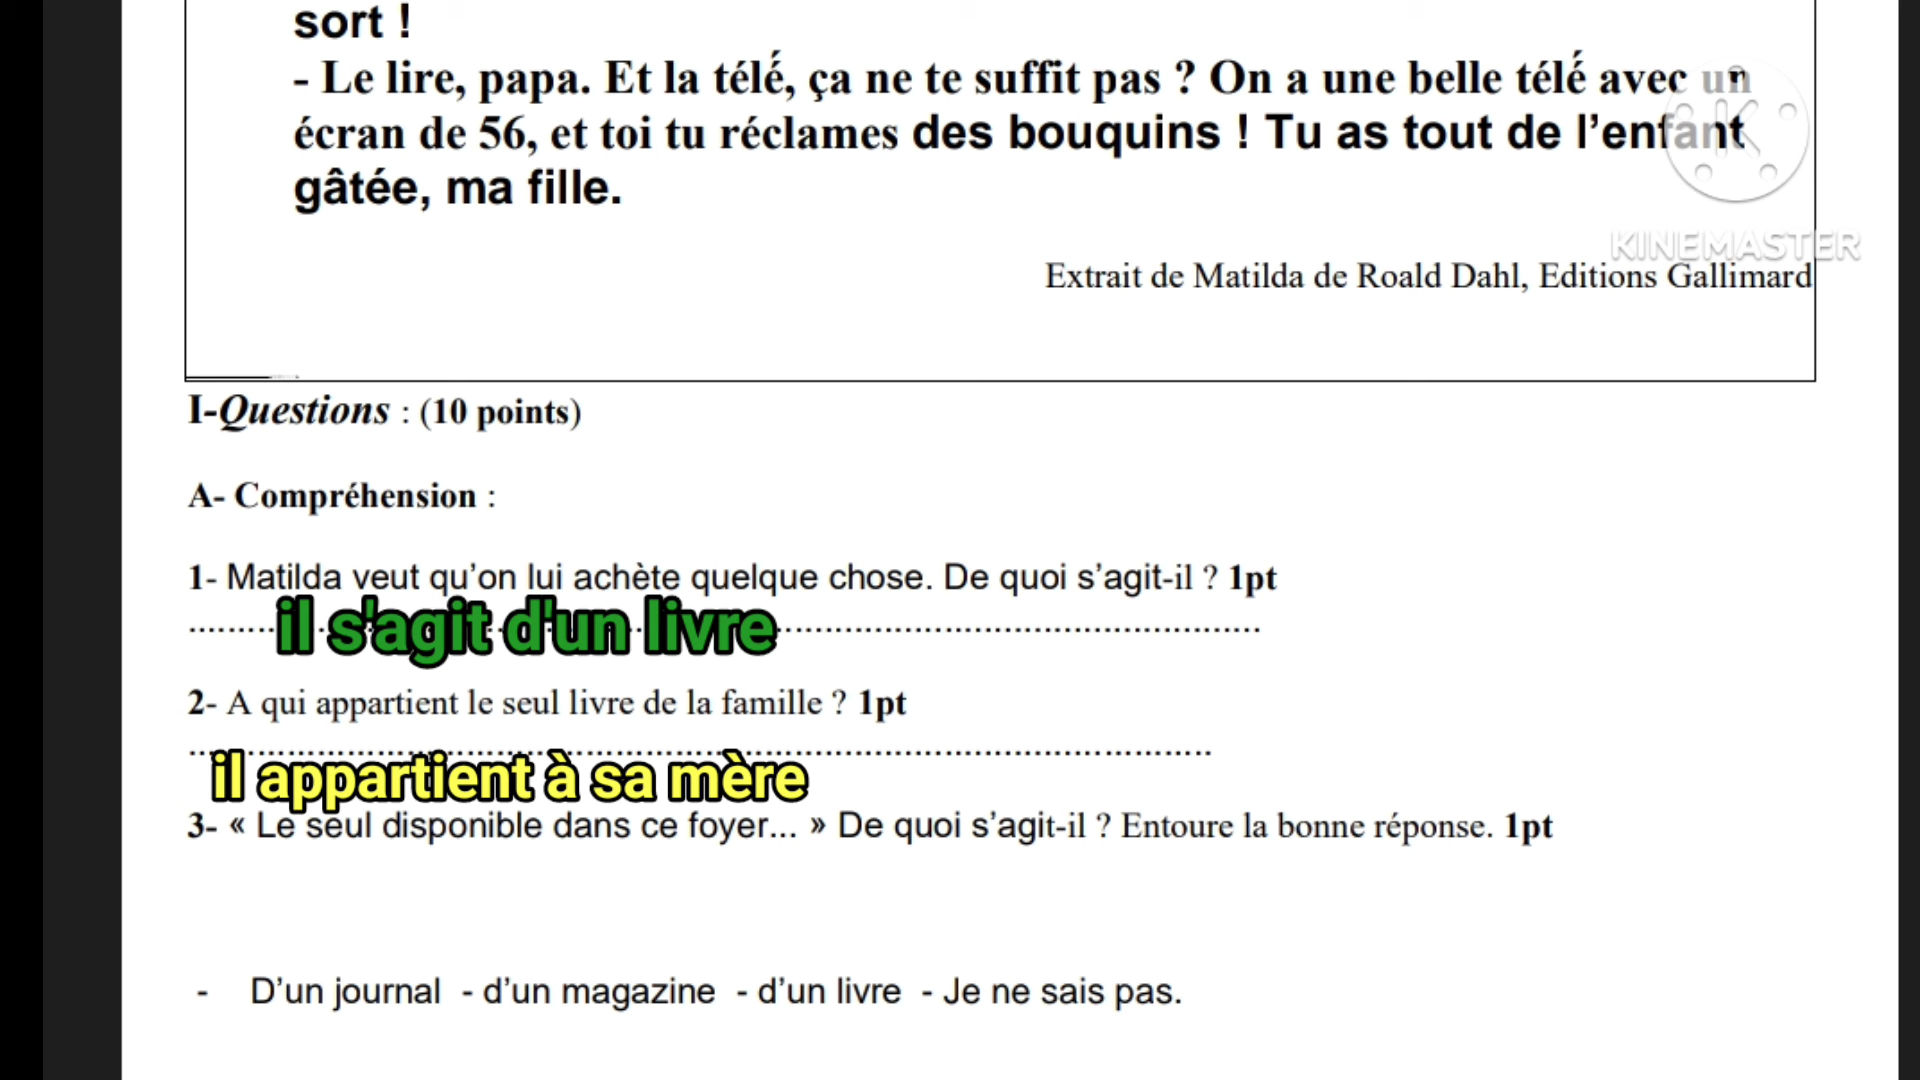 sort !
- Le lire, papa. Et la télé, ça ne te suffit pas ? On a une belle télé avec un
écran de 56, et toi tu réclames des bouquins ! Tu as tout de l’enfant
gâtée, ma fille.
KINEMASTER
Extrait de Matilda de Roald Dahl, Editions Gallimard
I-Questions : (10 points)
A- Compréhension :
1- Matilda veut qu’on lui achète quelque chose. De quoi s’agit-il ? 1pt
il s'agit d'un livre
2- A qui appartient le seul livre de la famille ? 1pt
il appartient à sa mère
3- « Le seul disponible dans ce foyer... » De quoi s’agit-il ? Entoure la bonne réponse. 1pt
- D’un journal - d’un magazine - d’un livre - Je ne sais pas.